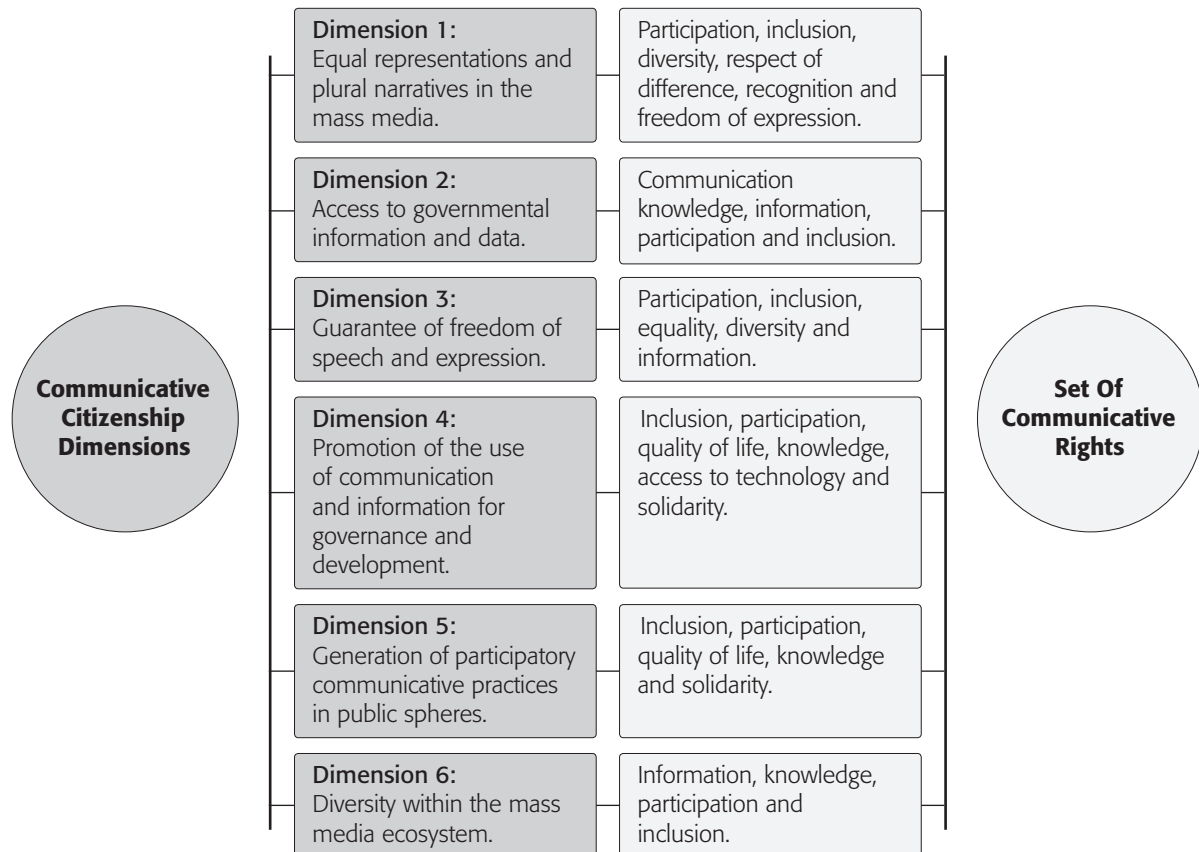 Dimension 1:
Equal representations and
plural narratives in the
mass media.
Participation, inclusion,
diversity, respect of
difference, recognition and
freedom of expression.
Dimension 2:
Access to governmental
information and data.
Communication
knowledge, information,
participation and inclusion.
Dimension 3:
Guarantee of freedom of
speech and expression.
Participation, inclusion,
equality, diversity and
information.
Communicative
Citizenship
Dimensions
Dimension 4:
Promotion of the use
of communication
and information for
governance and
development.
Inclusion, participation,
quality of life, knowledge,
access to technology and
solidarity.
Set Of
Communicative
Rights
Dimension 5:
Generation of participatory
communicative practices
in public spheres.
Inclusion, participation,
quality of life, knowledge
and solidarity.
Dimension 6:
Diversity within the mass
media ecosystem.
Information, knowledge,
participation and
inclusion.